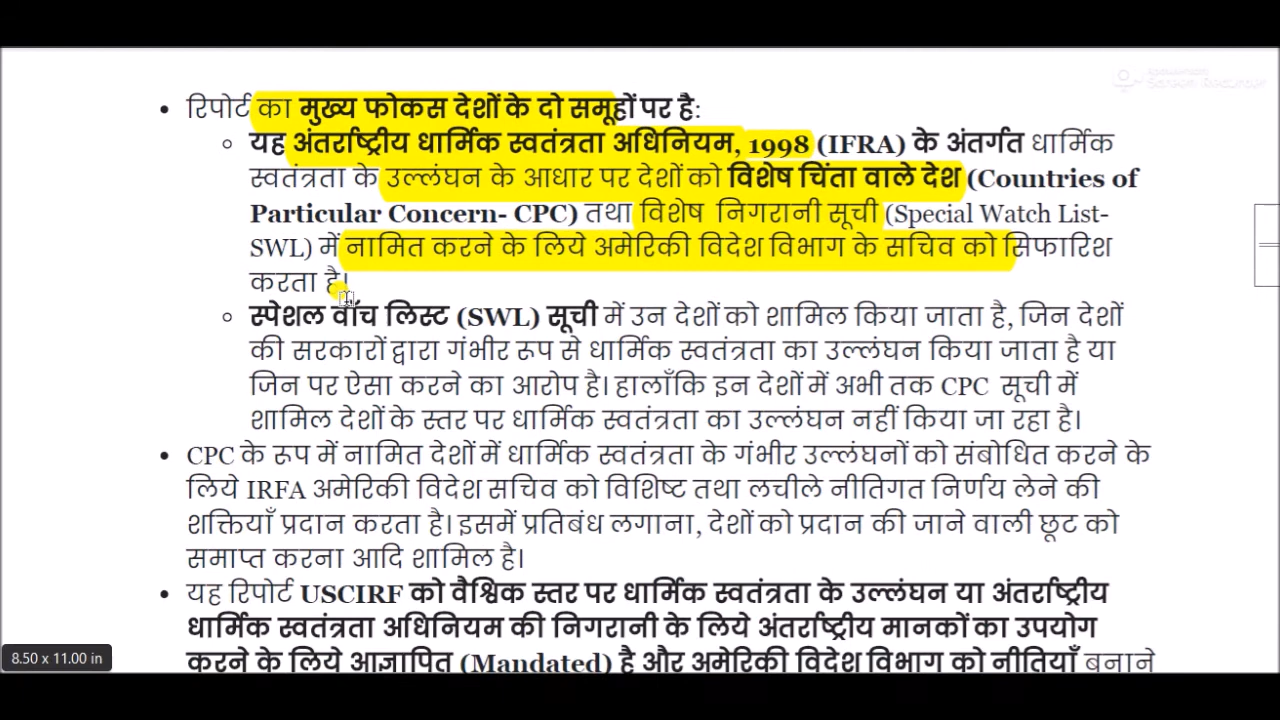 Screen Recorder
• रिपोर्ट का मुख्य फोकस देशों के दो समूहों पर है:
○ यह अंतर्राष्ट्रीय धार्मिक स्वतंत्रता अधिनियम, 1998 (IFRA) के अंतर्गत धार्मिक
स्वतंत्रता के उल्लंघन के आधार पर देशों को विशेष चिंता वाले देश (Countries of
Particular Concern- CPC) तथा विशेष निगरानी सूची (Special Watch List-
SWL) में नामित करने के लिये अमेरिकी विदेश विभाग के सचिव को सिफारिश
करता है।
○ स्पेशल वॉच लिस्ट (SWL) सूची में उन देशों को शामिल किया जाता है, जिन देशों
की सरकारों द्वारा गंभीर रूप से धार्मिक स्वतंत्रता का उल्लंघन किया जाता है या
जिन पर ऐसा करने का आरोप है। हालाँकि इन देशों में अभी तक CPC सूची में
शामिल देशों के स्तर पर धार्मिक स्वतंत्रता का उल्लंघन नहीं किया जा रहा है।
• CPC के रूप में नामित देशों में धार्मिक स्वतंत्रता के गंभीर उल्लंघनों को संबोधित करने के
लिये IRFA अमेरिकी विदेश सचिव को विशिष्ट तथा लचीले नीतिगत निर्णय लेने की
शक्तियाँ प्रदान करता है। इसमें प्रतिबंध लगाना, देशों को प्रदान की जाने वाली छूट को
समाप्त करना आदि शामिल है।
• यह रिपोर्ट USCIRF को वैश्विक स्तर पर धार्मिक स्वतंत्रता के उल्लंघन या अंतर्राष्ट्रीय
धार्मिक स्वतंत्रता अधिनियम की निगरानी के लिये अंतर्राष्ट्रीय मानकों का उपयोग
करने के लिये आज्ञापित (Mandated) है और अमेरिकी विदेश विभाग को नीतियाँ बनाने
8.50 x 11.00 in